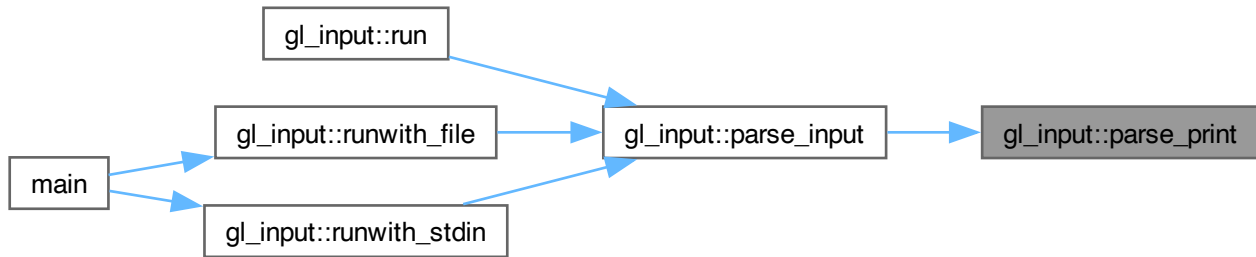 gl_input::run
gl_input::runwith_file
gl_input::parse_input
gl_input::parse_print
main
gl_input::runwith_stdin